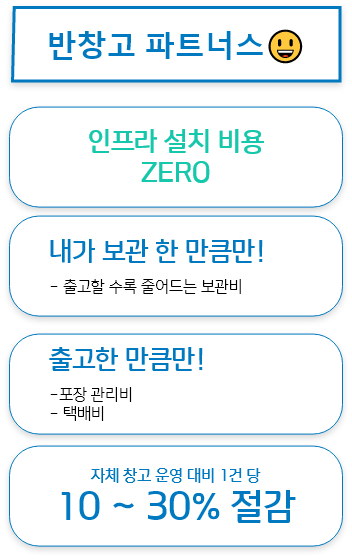 반창고 파트너스
인프라 설치 비용
ZERO
내가 보관 한 만큼만!
- 출고할 수록 줄어드는 보관비
출고한 만큼만!
-포장 관리비
- 택배비
자체 창고 운영 대비 1건 당
10 ~ 30% 절감